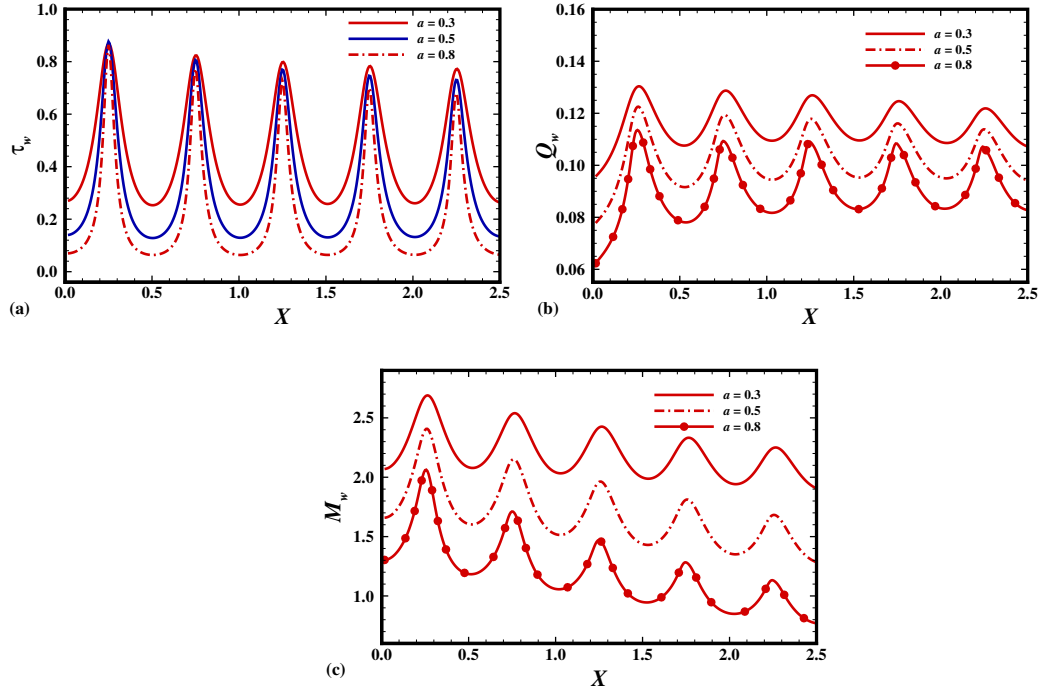 1.0
0.8
0.6
0.4
0.2
0.0
τw
a = 0.3
a = 0.5
a = 0.8
0.0 0.5 1.0 1.5 2.0 2.5
(a)
X
0.16
0.14
0.12
0.10
0.08
0.06
Qw
a = 0.3
a = 0.5
a = 0.8
0.0 0.5 1.0 1.5 2.0 2.5
(b)
X
2.5
2.0
1.5
1.0
Mw
a = 0.3
a = 0.5
a = 0.8
0.0 0.5 1.0 1.5 2.0 2.5
(c)
X